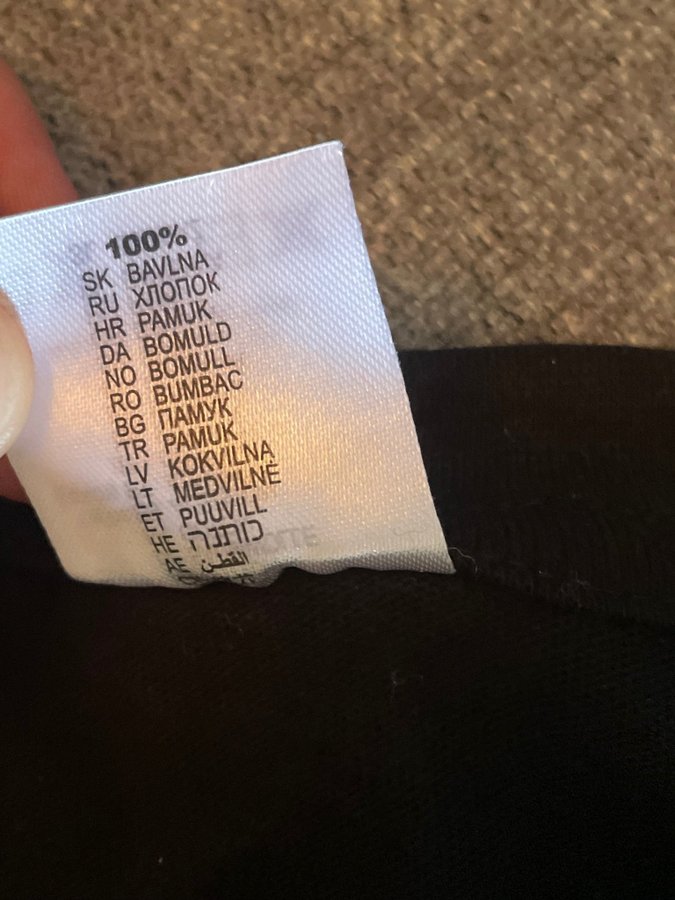 100%
SK BAVLNA
RU ХЛОПОК
HR PAMUK
DA BOMULD
NO BOMULL
RO BUMBAC
BG ПАМУК
TR PAMUK
LV KOKVILNA
LT MEDVILNĖ
ET PUUVILL
HE כותנה
AE القطن